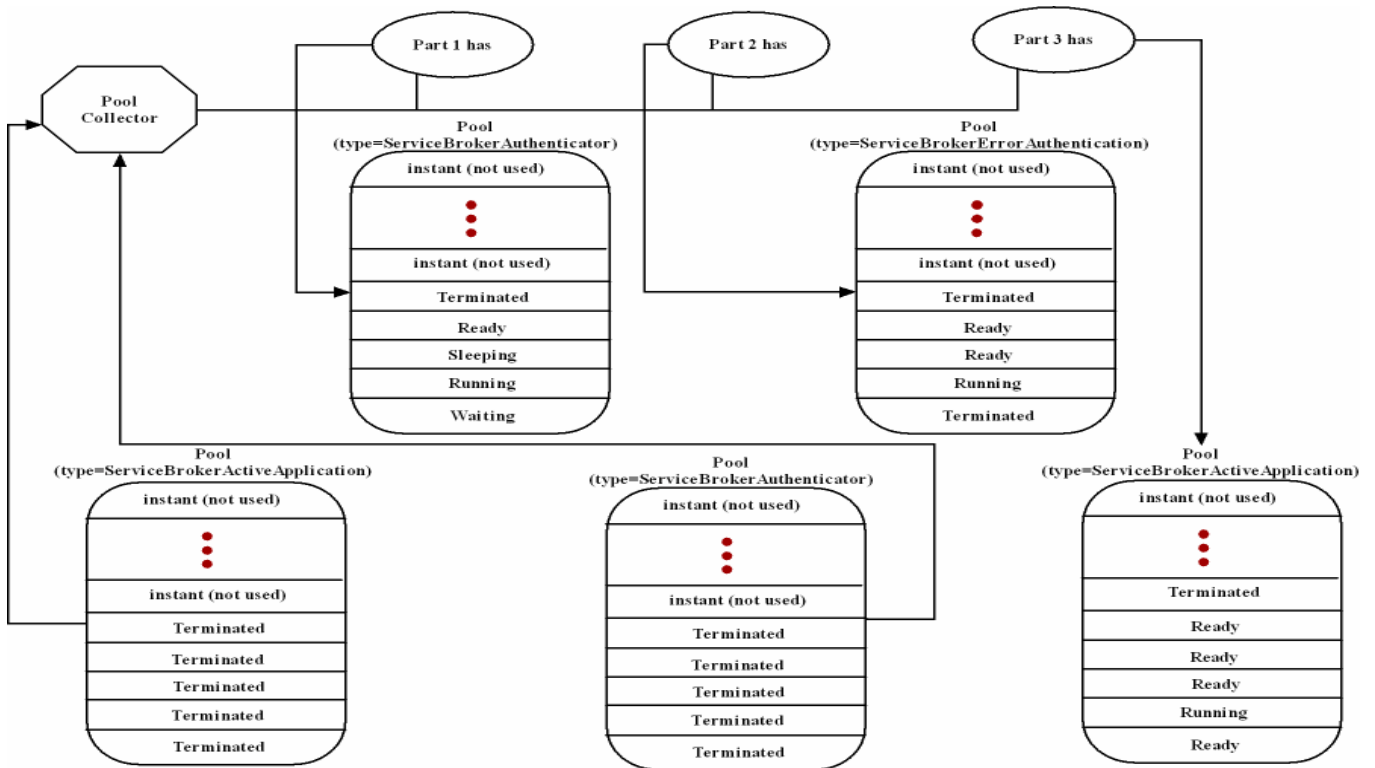 Part 1 has
Part 2 has
Part 3 has
Pool
Collector
Pool
(type=ServiceBrokerAuthenticator)
instant (not used)
instant (not used)
Terminated
Ready
Sleeping
Running
Waiting
Pool
(type=ServiceBrokerErrorAuthentication)
instant (not used)
instant (not used)
Terminated
Ready
Ready
Running
Terminated
Pool
(type=ServiceBrokerActiveApplication)
instant (not used)
instant (not used)
Terminated
Terminated
Terminated
Terminated
Terminated
Pool
(type=ServiceBrokerAuthenticator)
instant (not used)
instant (not used)
Terminated
Terminated
Terminated
Terminated
Terminated
Pool
(type=ServiceBrokerActiveApplication)
instant (not used)
Terminated
Ready
Ready
Ready
Running
Ready